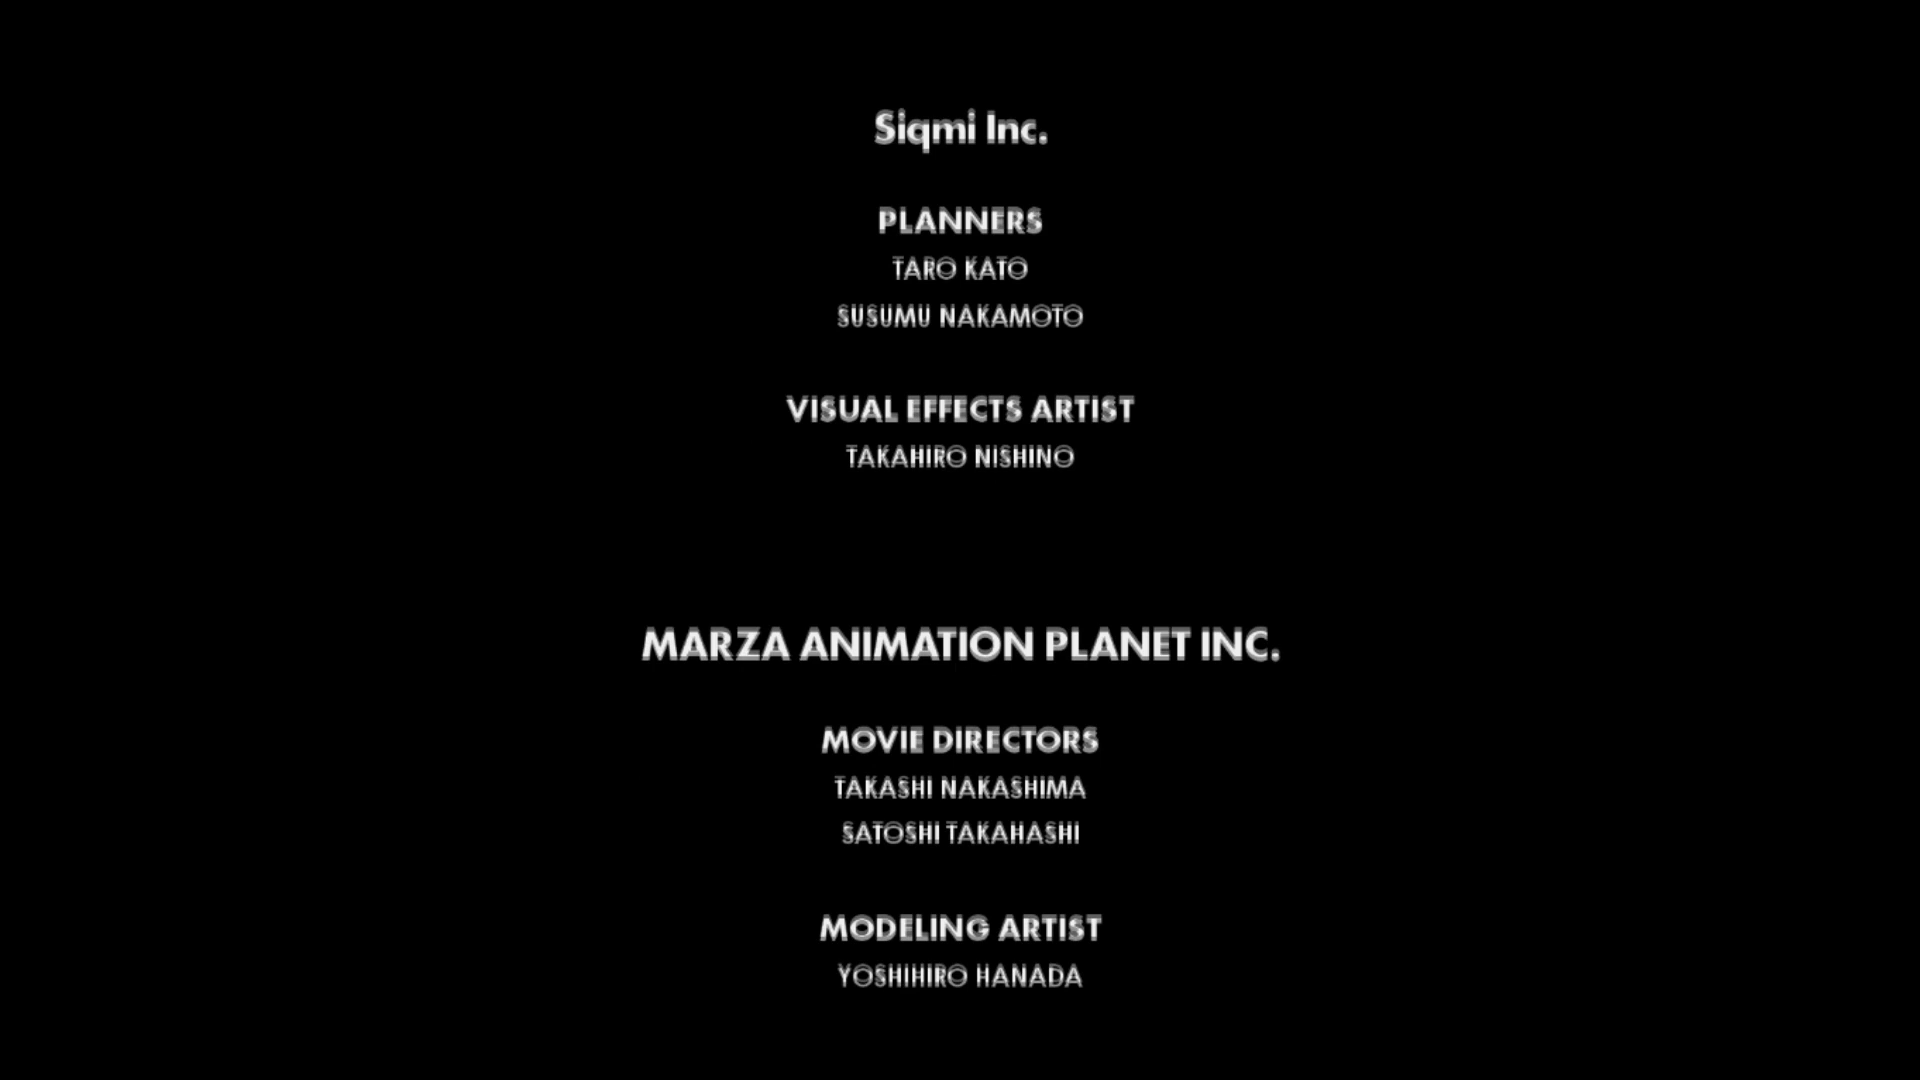 Siqmi Inc.
PLANNERS
TARO KATO
SUSUMU NAKAMOTO
VISUAL EFFECTS ARTIST
TAKAHIRO NISHINO
MARZA ANIMATION PLANET INC.
MOVIE DIRECTORS
TAKASHI NAKASHIMA
SATOSHI TAKAHASHI
MODELING ARTIST
YOSHIHIRO HANADA